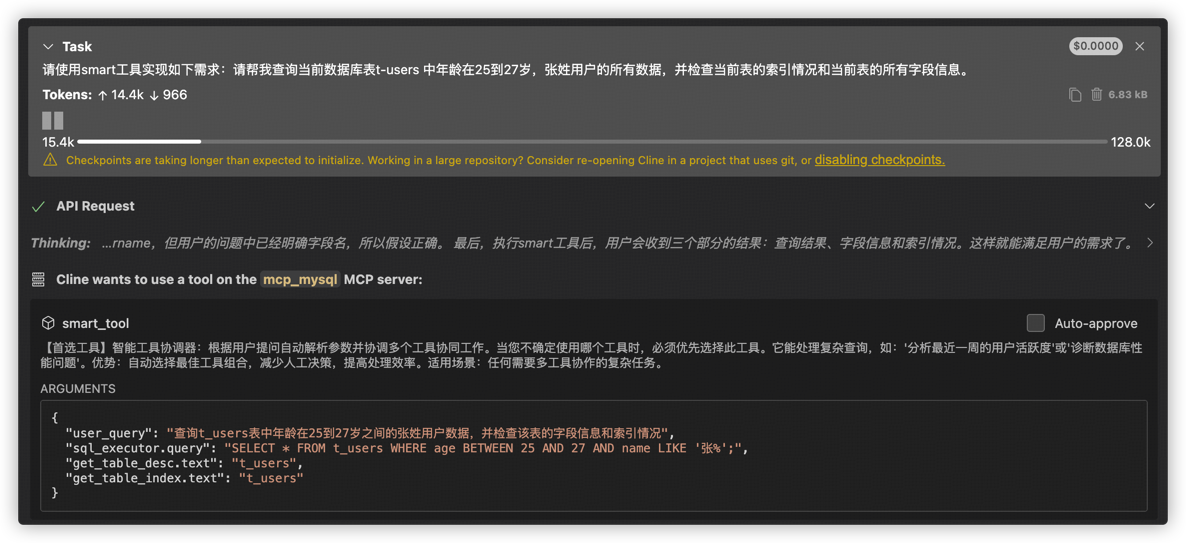 Task
$0.0000
请使用smart工具实现如下需求：请帮我查询当前数据库表t-users 中年龄在25到27岁，张姓用户的所有数据，并检查当前表的索引情况和当前表的所有字段信息。
Tokens: ↑ 14.4k ↓ 966
6.83 kB
15.4k
128.0k
Checkpoints are taking longer than expected to initialize. Working in a large repository? Consider re-opening Cline in a project that uses git, or disabling checkpoints.
API Request
Thinking: ...rname，但用户的问题中已经明确字段名，所以假设正确。 最后，执行smart工具后，用户会收到三个部分的结果：查询结果、字段信息和索引情况。这样就能满足用户的需求了。
Cline wants to use a tool on the mcp_mysql MCP server:
smart_tool
Auto-approve
【首选工具】智能工具协调器：根据用户提问自动解析参数并协调多个工具协同工作。当您不确定使用哪个工具时，必须优先选择此工具。它能处理复杂查询，如：'分析最近一周的用户活跃度'或'诊断数据库性
能问题'。优势：自动选择最佳工具组合，减少人工决策，提高处理效率。适用场景：任何需要多工具协作的复杂任务。
ARGUMENTS
{
"user_query": "查询t_users表中年龄在25到27岁之间的张姓用户数据，并检查该表的字段信息和索引情况",
"sql_executor.query": "SELECT * FROM t_users WHERE age BETWEEN 25 AND 27 AND name LIKE '张%';",
"get_table_desc.text": "t_users",
"get_table_index.text": "t_users"
}